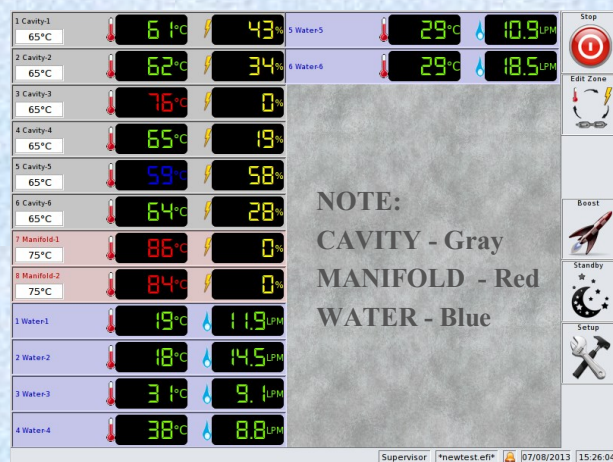 1 Cavity-1
65°C
61°C
43%
2 Cavity-2
65°C
62°C
34%
3 Cavity-3
65°C
76°C
0%
4 Cavity-4
65°C
65°C
19%
5 Cavity-5
65°C
59°C
58%
6 Cavity-6
65°C
64°C
28%
7 Manifold-1
75°C
86°C
0%
8 Manifold-2
75°C
84°C
0%
1 Water-1
19°C
11.9LPM
2 Water-2
18°C
14.5LPM
3 Water-3
31°C
9.1LPM
4 Water-4
38°C
8.8LPM
5 Water-5
29°C
10.9LPM
6 Water-6
29°C
18.5LPM
NOTE:
CAVITY - Gray
MANIFOLD - Red
WATER - Blue
Stop
Edit Zone
Boost
Standby
Setup
Supervisor
*newtest.efi*
07/08/2013
15:26:04